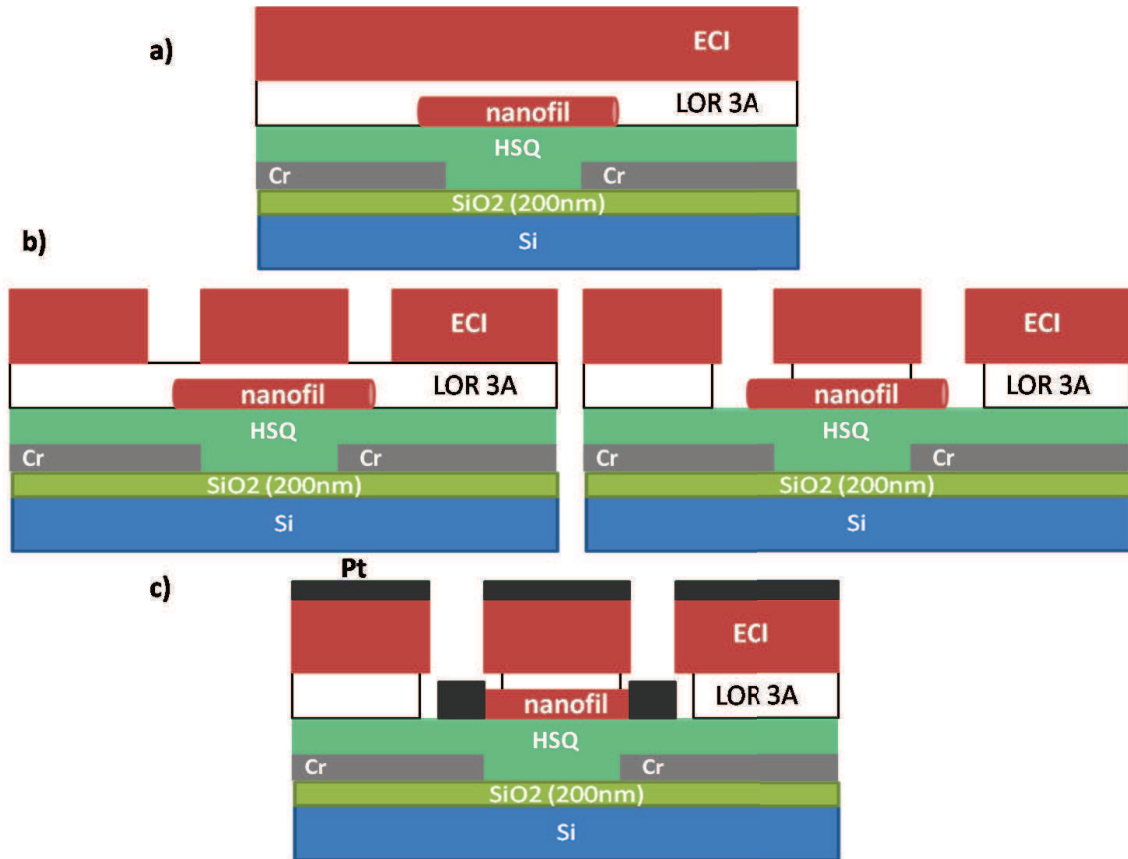 a)
ECI
LOR 3A
nanofil
HSQ
Cr Cr
SiO2 (200nm)
Si
b)
ECI
LOR 3A
nanofil
HSQ
Cr Cr
SiO2 (200nm)
Si
ECI
LOR 3A
nanofil
HSQ
Cr Cr
SiO2 (200nm)
Si
c)
Pt
ECI
LOR 3A
nanofil
HSQ
Cr Cr
SiO2 (200nm)
Si